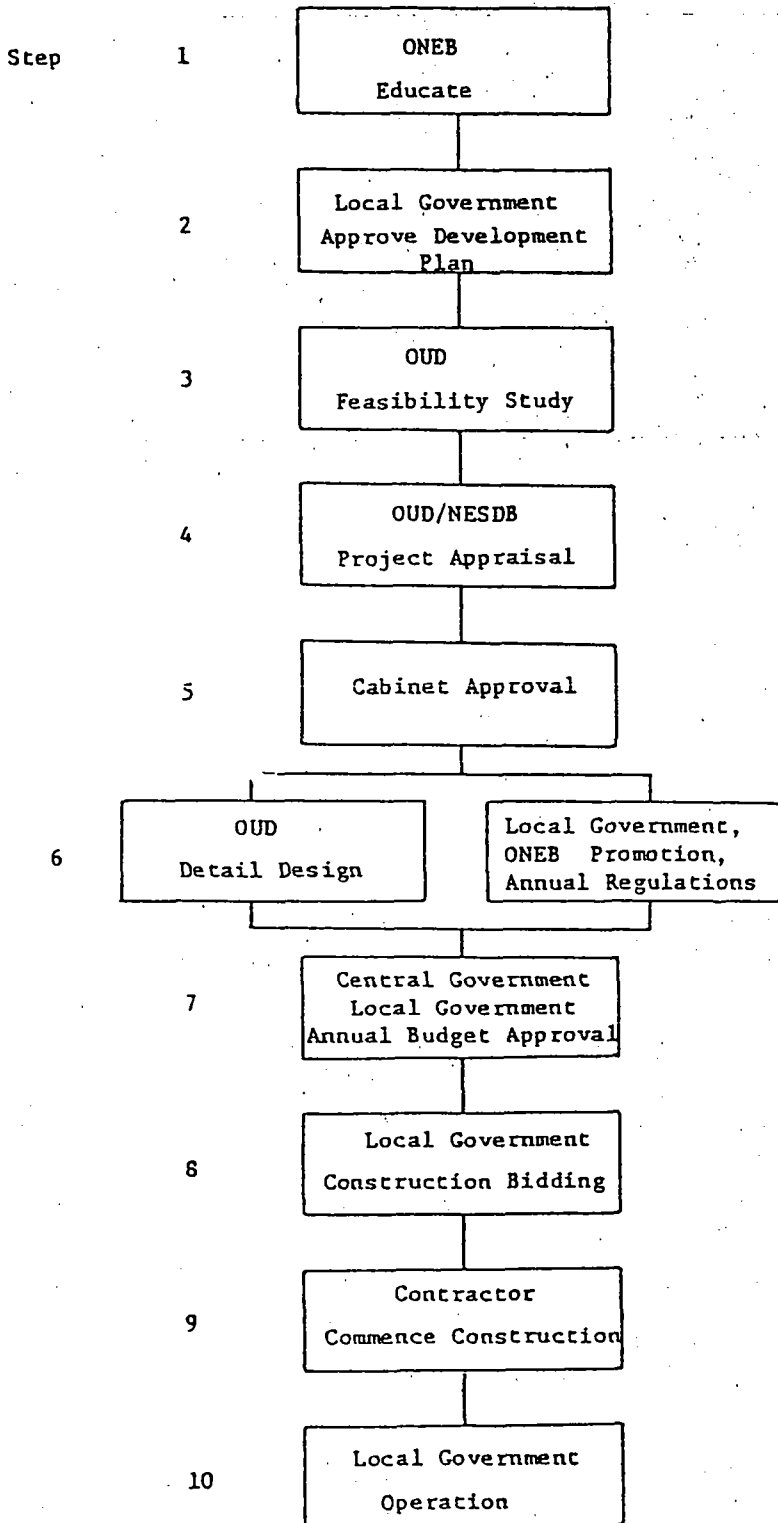 Step 1
ONEB
Educate
2
Local Government
Approve Development
Plan
3
OUD
Feasibility Study
4
OUD/NESDB
Project Appraisal
5
Cabinet Approval
6
OUD
Detail Design
Local Government,
ONEB Promotion,
Annual Regulations
7
Central Government
Local Government
Annual Budget Approval
8
Local Government
Construction Bidding
9
Contractor
Commence Construction
10
Local Government
Operation